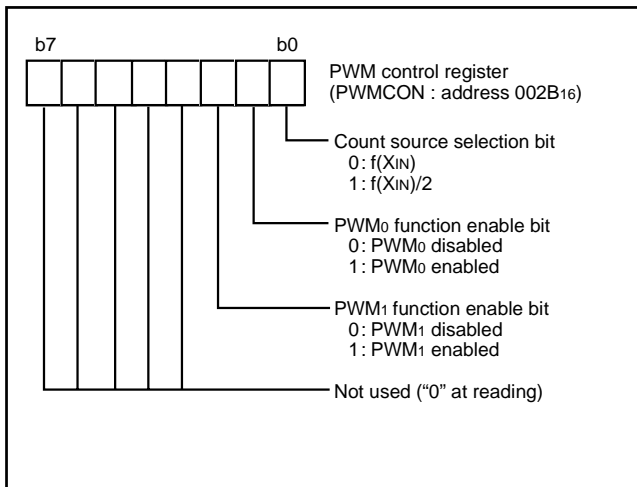 b7 b0
PWM control register
(PWMCON : address 002B16)
Count source selection bit
0: f(XIN)
1: f(XIN)/2
PWM0 function enable bit
0: PWM0 disabled
1: PWM0 enabled
PWM1 function enable bit
0: PWM1 disabled
1: PWM1 enabled
Not used (“0” at reading)